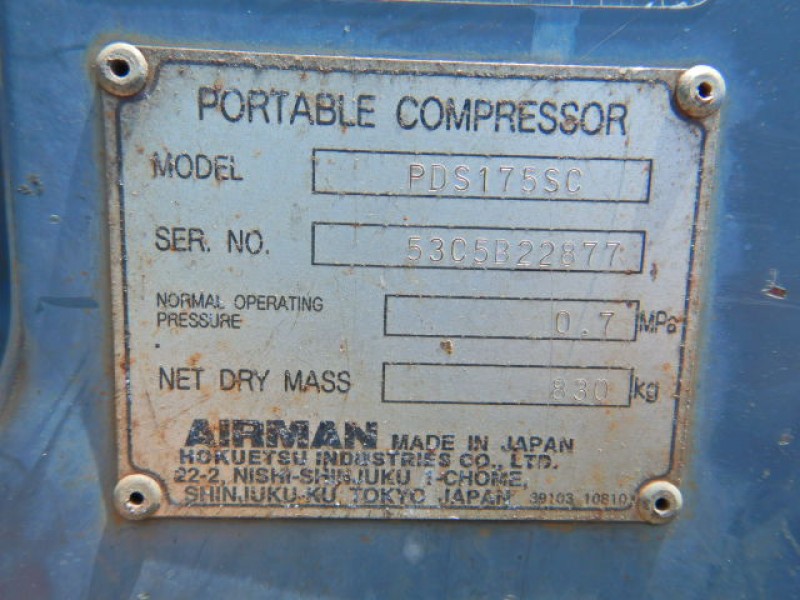 PORTABLE COMPRESSOR
MODEL PDS175SC
SER. NO. 53C5B22877
NORMAL OPERATING
PRESSURE 0.7 MPa
NET DRY MASS 830 kg
AIRMAN MADE IN JAPAN
HOKUETSU INDUSTRIES CO., LTD.
22-2, NISHI-SHINJUKU 1-CHOME,
SHINJUKU-KU, TOKYO JAPAN 39103 10810